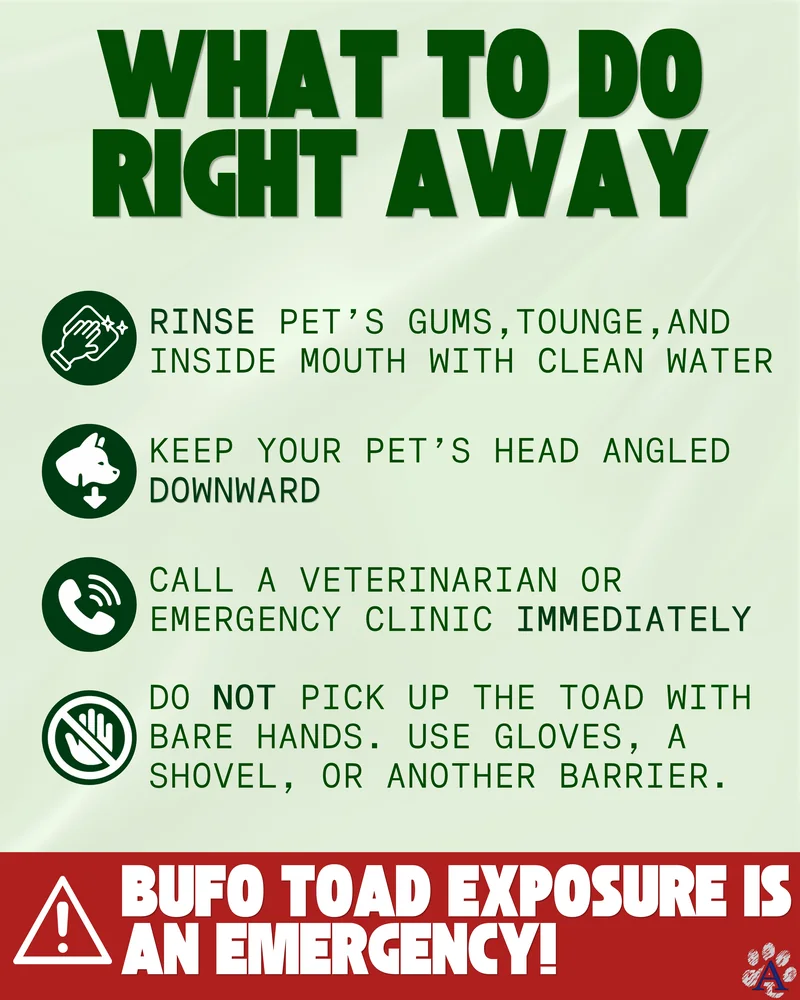 WHAT TO DO
RIGHT AWAY
RINSE PET'S GUMS,TOUNGE,AND
INSIDE MOUTH WITH CLEAN WATER
KEEP YOUR PET'S HEAD ANGLED
DOWNWARD
CALL A VETERINARIAN OR
EMERGENCY CLINIC IMMEDIATELY
DO NOT PICK UP THE TOAD WITH
BARE HANDS. USE GLOVES, A
SHOVEL, OR ANOTHER BARRIER.
BUFO TOAD EXPOSURE IS
AN EMERGENCY!
A